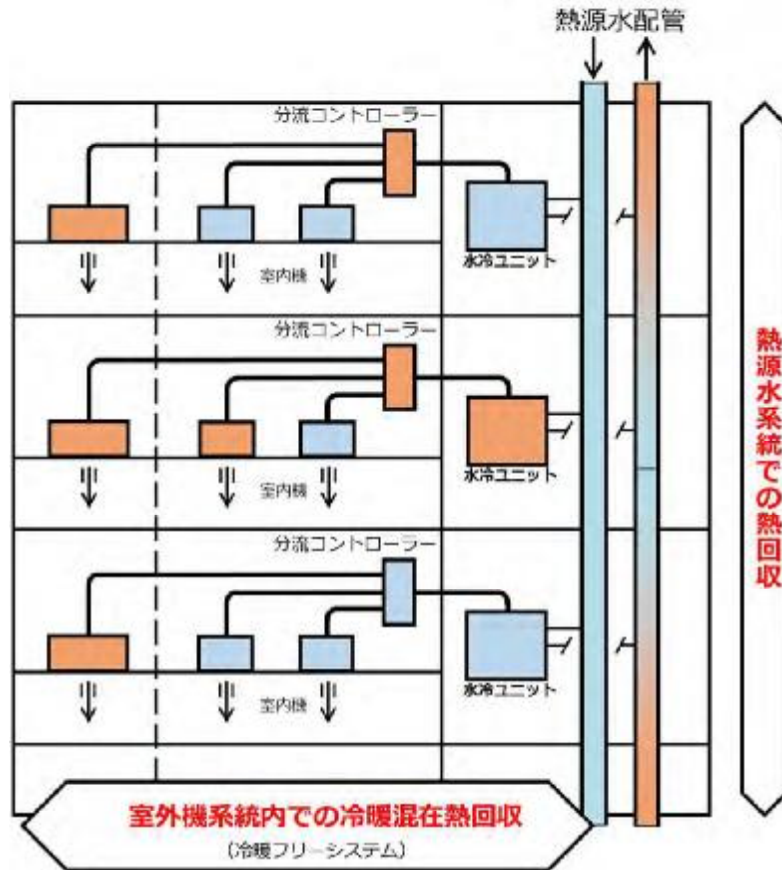 熱源水配管
分流コントローラー
水冷ユニット
室内機
分流コントローラー
水冷ユニット
室内機
分流コントローラー
水冷ユニット
室内機
熱源水系統での熱回収
室外機系統内での冷暖混在熱回収
(冷暖フリーシステム)